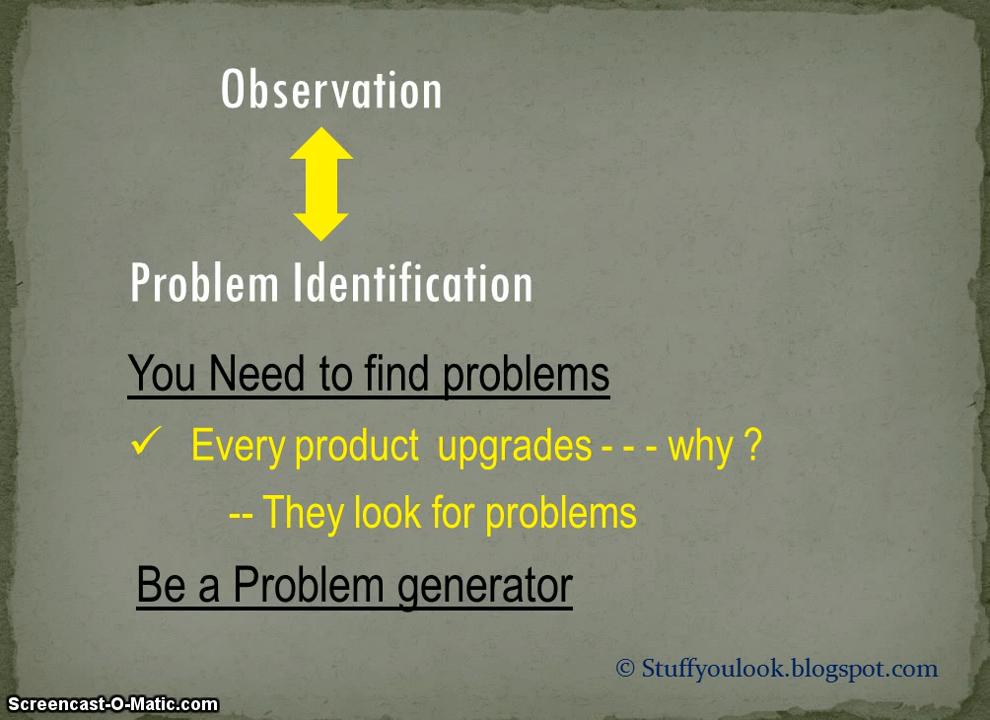 Observation
Problem Identification
You Need to find problems
✓ Every product upgrades - - - why ?
-- They look for problems
Be a Problem generator
© Stuffyoulook.blogspot.com
Screencast-O-Matic.com